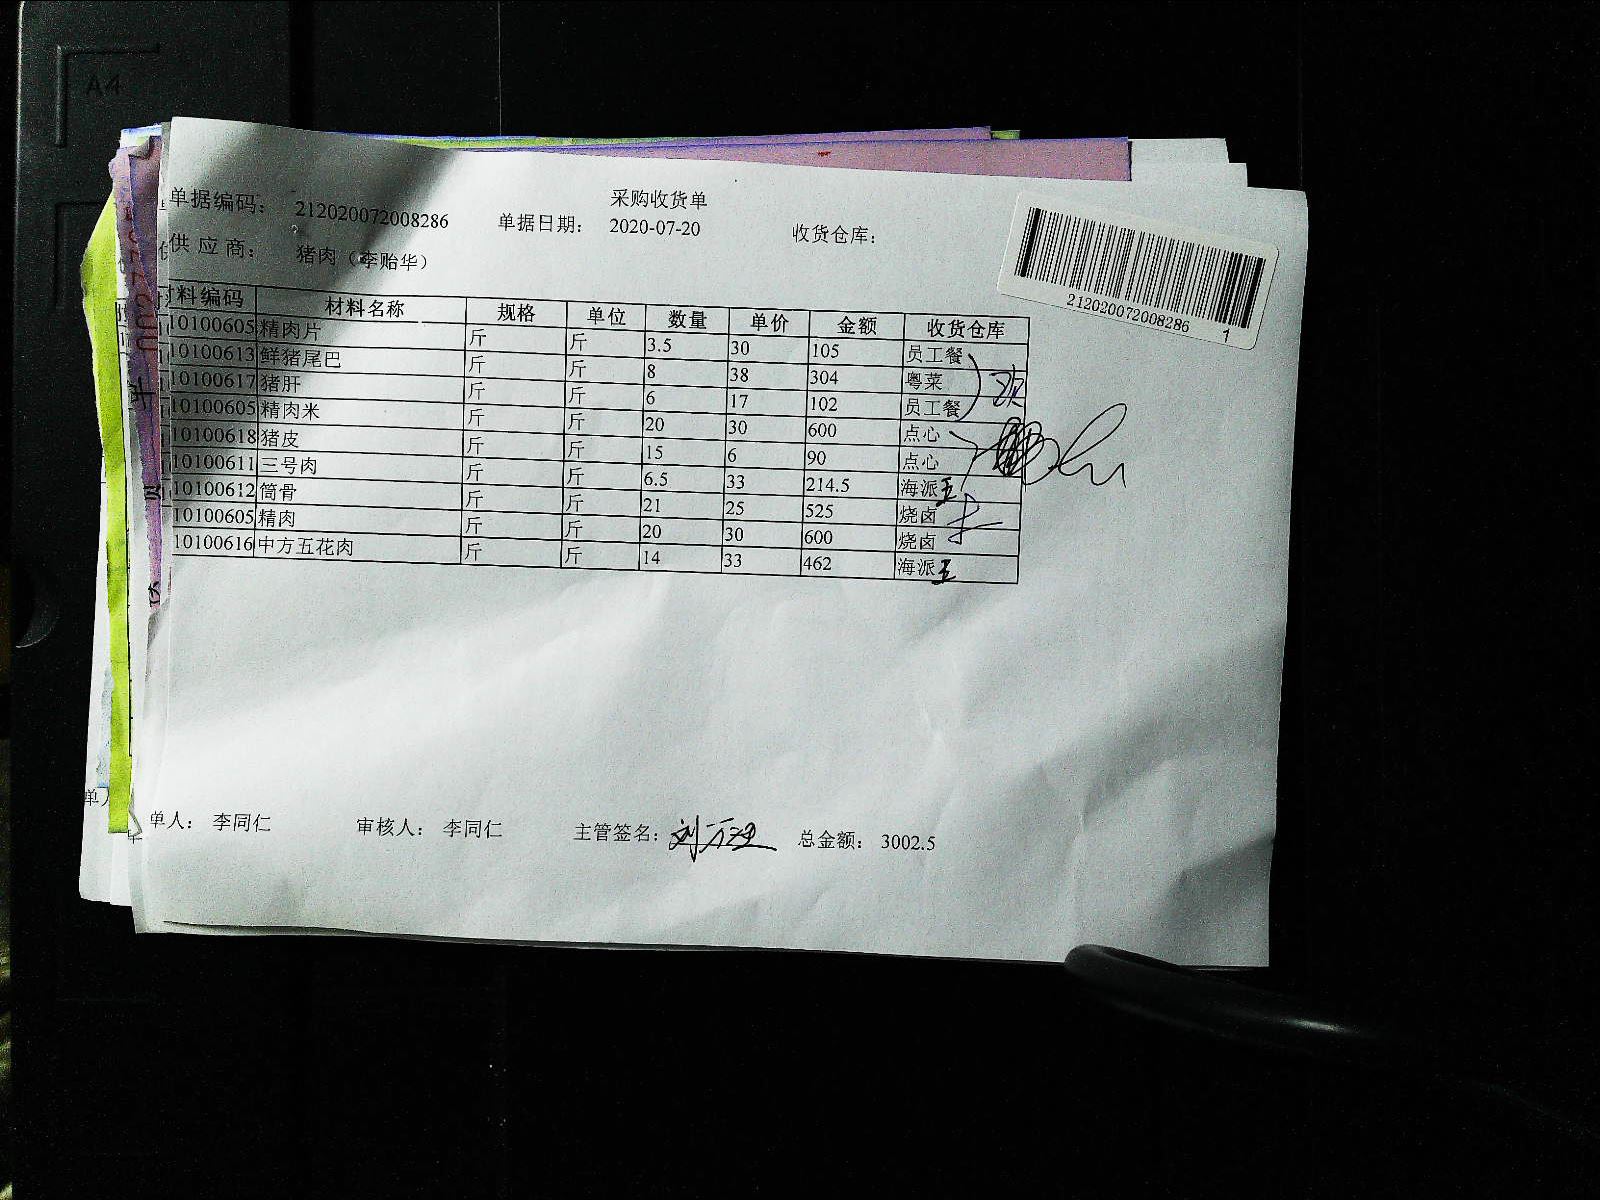 A4
采购收货单
单据编码： 212020072008286 单据日期： 2020-07-20 收货仓库：
供应商： 猪肉（李贻华）
212020072008286 1
材料编码 材料名称 规格 单位 数量 单价 金额 收货仓库
10100605 精肉片 斤 斤 3.5 30 105 员工餐
10100613 鲜猪尾巴 斤 斤 8 38 304 粤菜
10100617 猪肝 斤 斤 6 17 102 员工餐
10100605 精肉米 斤 斤 20 30 600 点心
10100618 猪皮 斤 斤 15 6 90 点心
10100611 三号肉 斤 斤 6.5 33 214.5 海派
10100612 筒骨 斤 斤 21 25 525 烧卤
10100605 精肉 斤 斤 20 30 600 烧卤
10100616 中方五花肉 斤 斤 14 33 462 海派
单人： 李同仁 审核人： 李同仁 主管签名： 总金额： 3002.5